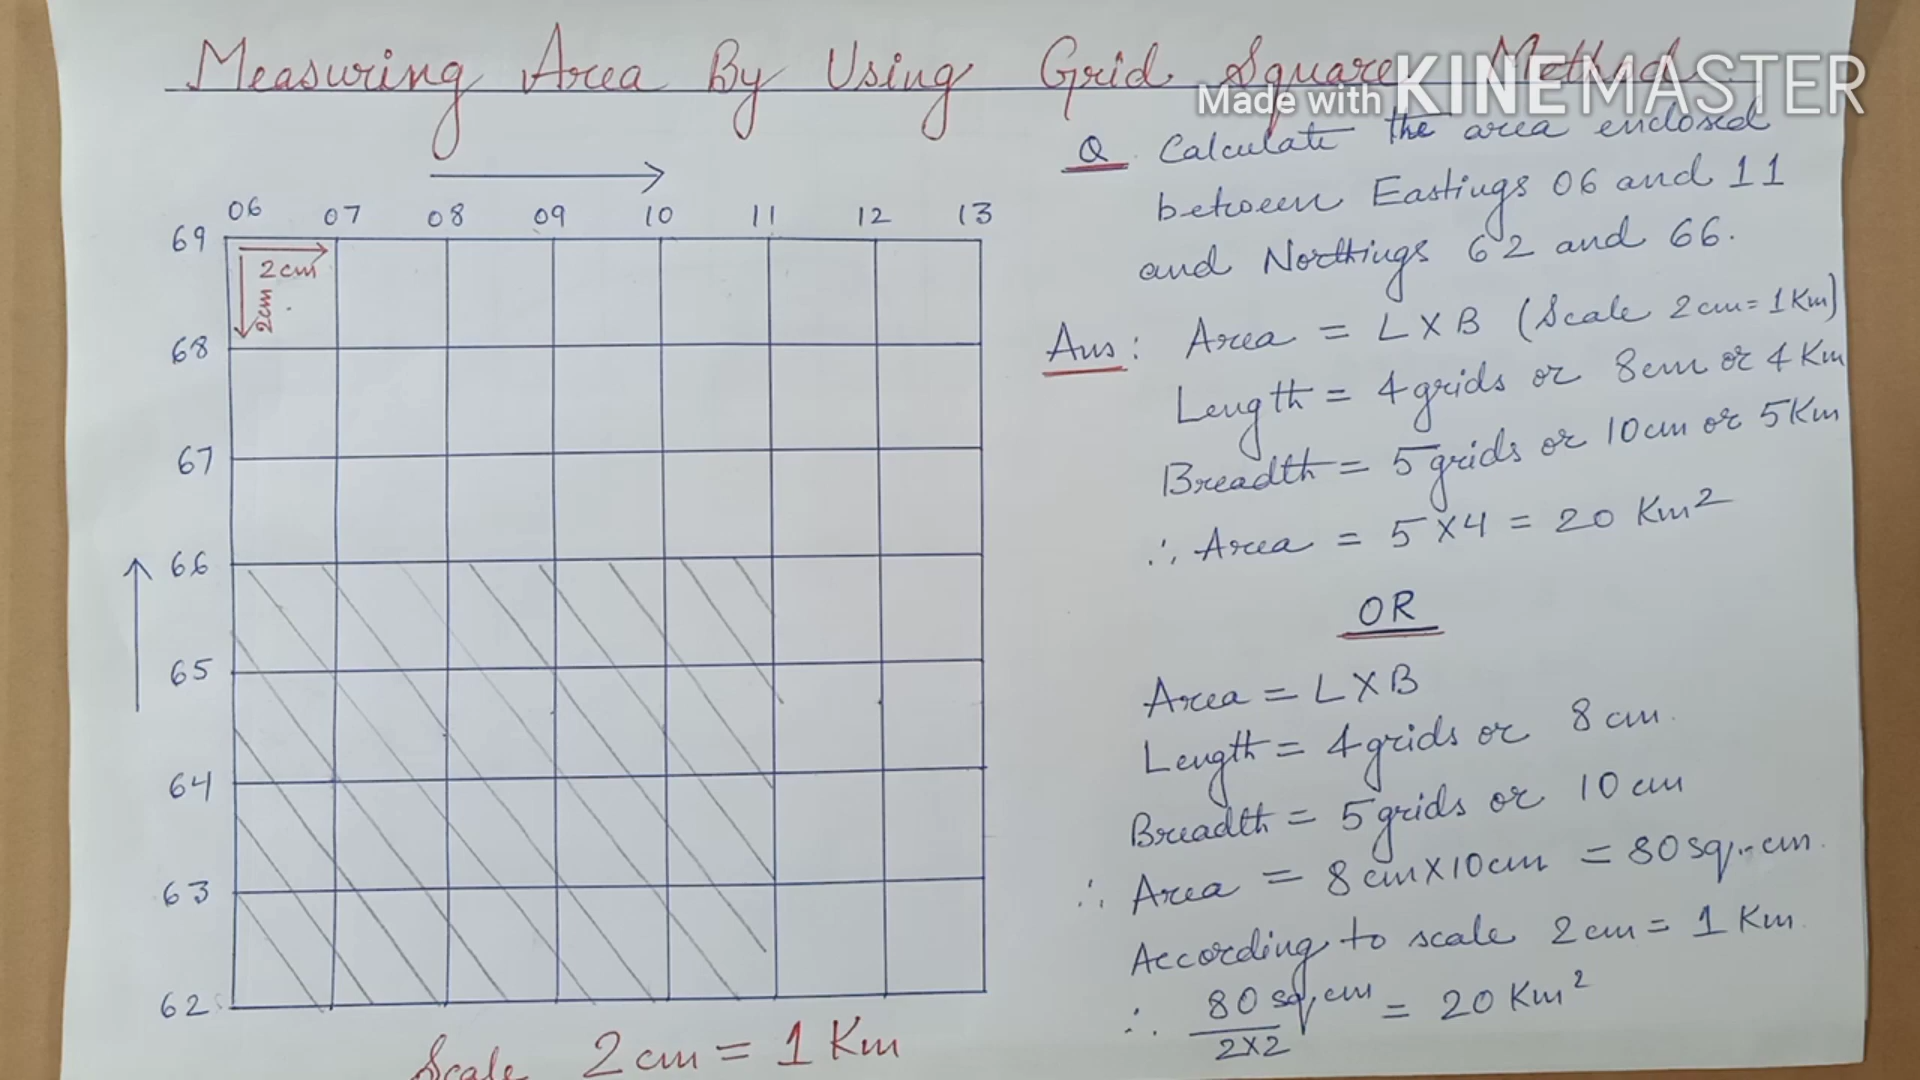 Measuring Area By Using Grid Square Method
Made with KINEMASTER
06 07 08 09 10 11 12 13
69
2cm
2cm
68
67
66
65
64
63
62
Scale 2cm = 1 Km
Q. Calculate the area enclosed
between Eastings 06 and 11
and Northings 62 and 66.
Ans: Area = L X B (Scale 2cm = 1Km)
Length = 4 grids or 8cm or 4 Km
Breadth = 5 grids or 10cm or 5Km
∴ Area = 5 X 4 = 20 Km²
OR
Area = L X B
Length = 4 grids or 8 cm.
Breadth = 5 grids or 10 cm
∴ Area = 8 cm X 10 cm = 80 sq. cm.
According to scale 2cm = 1 Km.
∴ 80 sq. cm = 20 Km²
2X2